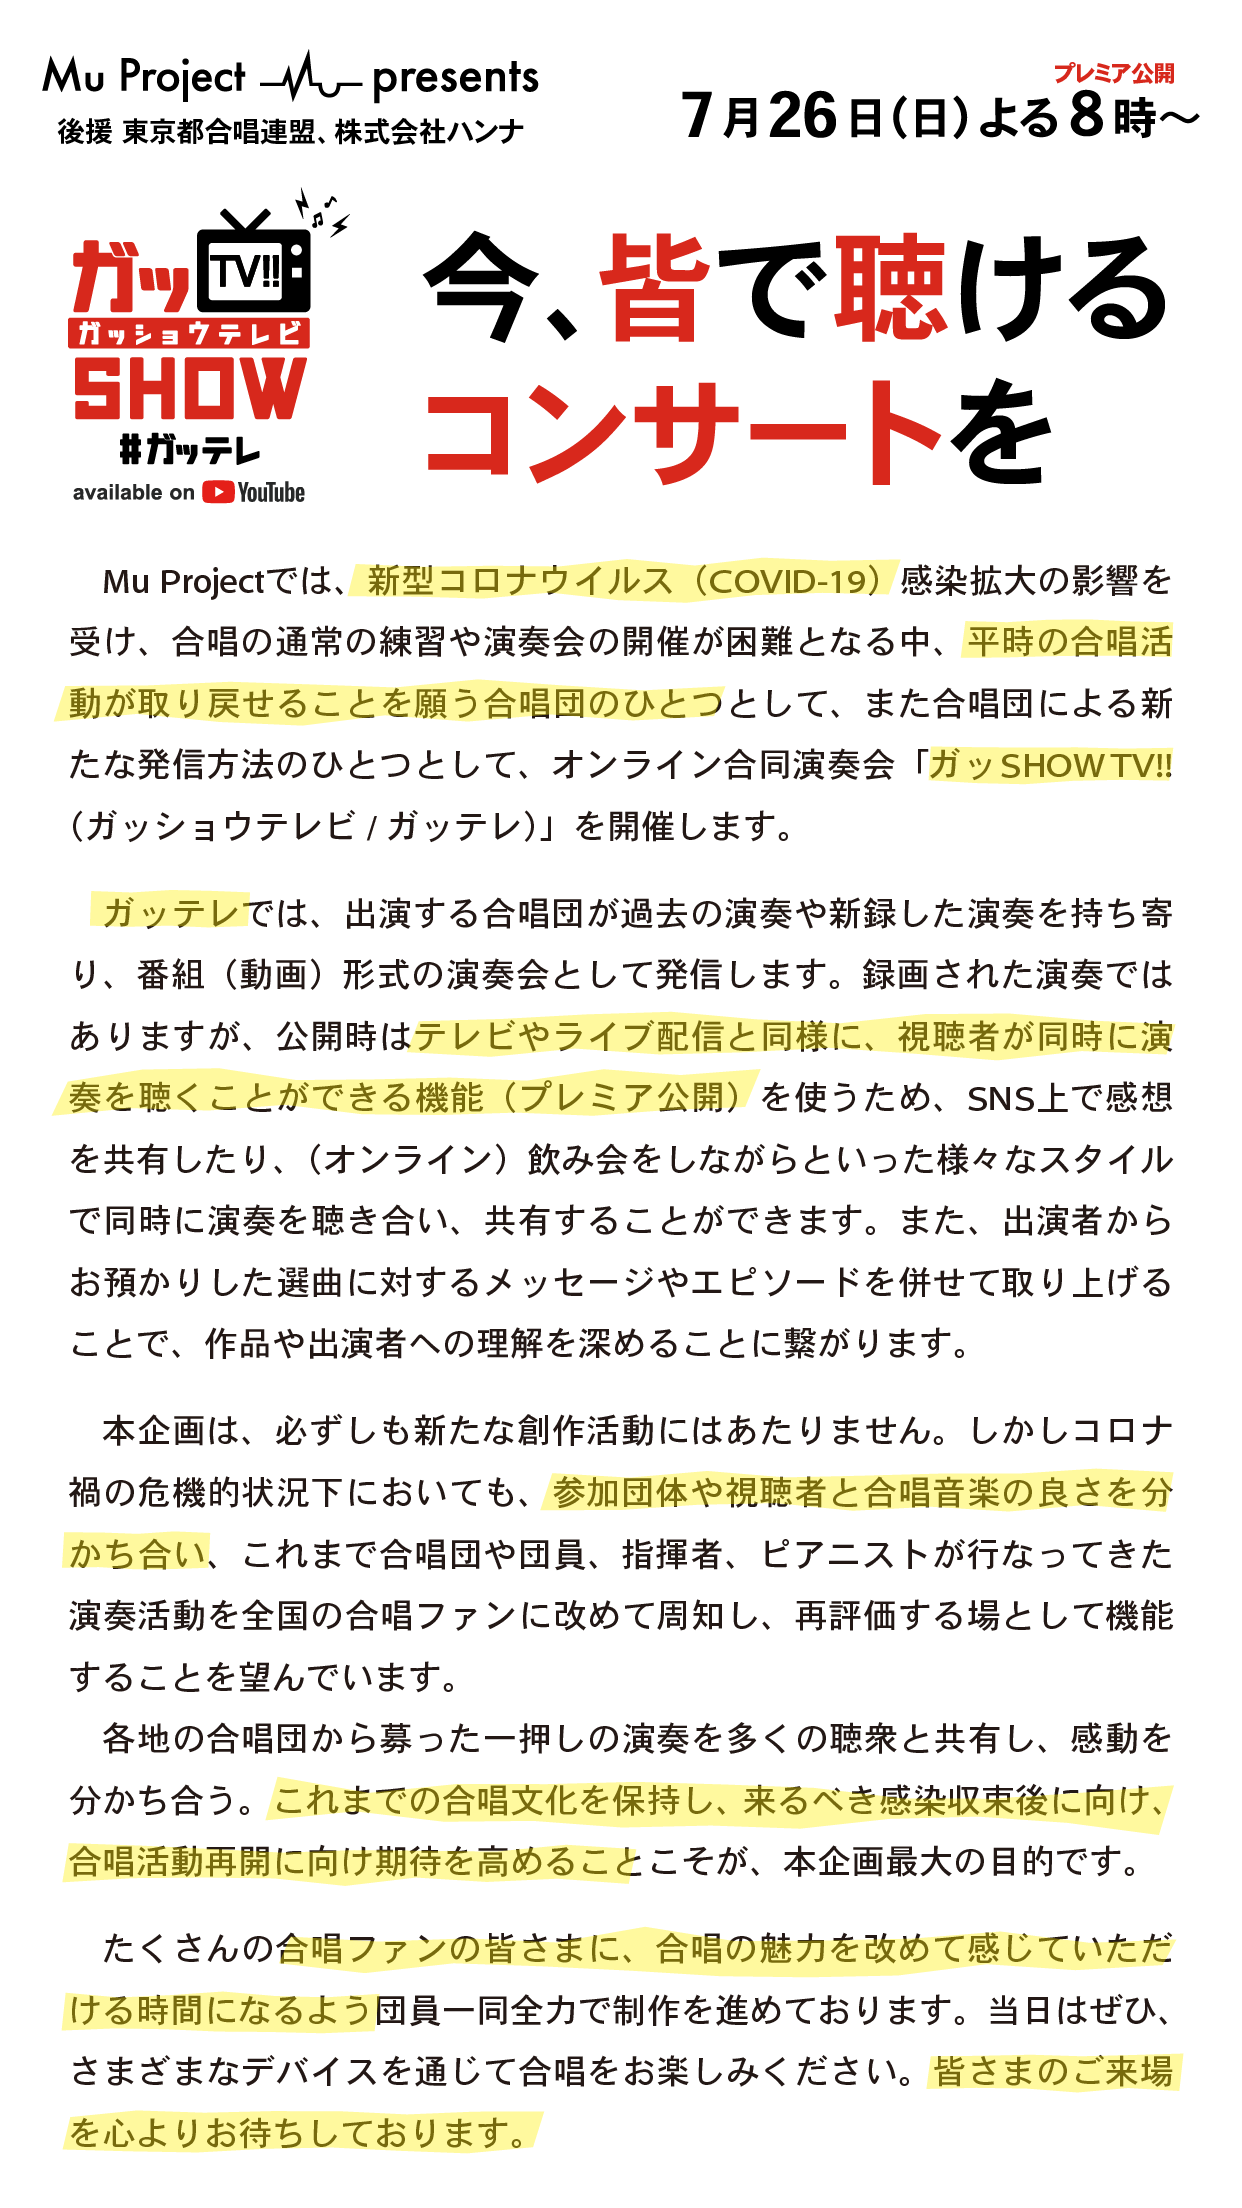 Mu Project presents
後援 東京都合唱連盟、株式会社ハンナ
プレミア公開
7月26日(日)よる8時〜
ガッ TV!!
ガッショウテレビ
SHOW
#ガッテレ
available on YouTube
今、皆で聴ける
コンサートを
Mu Projectでは、新型コロナウイルス（COVID-19）感染拡大の影響を
受け、合唱の通常の練習や演奏会の開催が困難となる中、平時の合唱活
動が取り戻せることを願う合唱団のひとつとして、また合唱団による新
たな発信方法のひとつとして、オンライン合同演奏会「ガッSHOW TV!!
（ガッショウテレビ / ガッテレ）」を開催します。
ガッテレでは、出演する合唱団が過去の演奏や新録した演奏を持ち寄
り、番組（動画）形式の演奏会として発信します。録画された演奏では
ありますが、公開時はテレビやライブ配信と同様に、視聴者が同時に演
奏を聴くことができる機能（プレミア公開）を使うため、SNS上で感想
を共有したり、（オンライン）飲み会をしながらといった様々なスタイル
で同時に演奏を聴き合い、共有することができます。また、出演者から
お預かりした選曲に対するメッセージやエピソードを併せて取り上げる
ことで、作品や出演者への理解を深めることに繋がります。
本企画は、必ずしも新たな創作活動にはあたりません。しかしコロナ
禍の危機的状況下においても、参加団体や視聴者と合唱音楽の良さを分
かち合い、これまで合唱団や団員、指揮者、ピアニストが行なってきた
演奏活動を全国の合唱ファンに改めて周知し、再評価する場として機能
することを望んでいます。
各地の合唱団から募った一押しの演奏を多くの聴衆と共有し、感動を
分かち合う。これまでの合唱文化を保持し、来るべき感染収束後に向け、
合唱活動再開に向け期待を高めることこそが、本企画最大の目的です。
たくさんの合唱ファンの皆さまに、合唱の魅力を改めて感じていただ
ける時間になるよう団員一同全力で制作を進めております。当日はぜひ、
さまざまなデバイスを通じて合唱をお楽しみください。皆さまのご来場
を心よりお待ちしております。